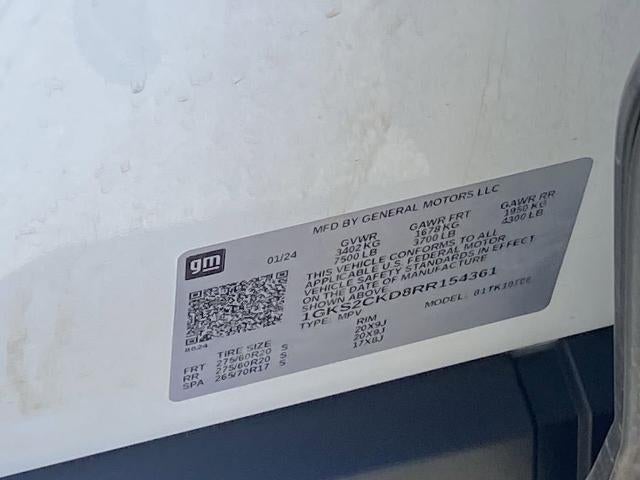 gm
01/24
MFD BY GENERAL MOTORS LLC
GVWR GAWR FRT GAWR RR
3402 KG 1678 KG 1950 KG
7500 LB 3700 LB 4300 LB
THIS VEHICLE CONFORMS TO ALL
APPLICABLE U.S. FEDERAL MOTOR
VEHICLE SAFETY STANDARDS IN EFFECT
ON THE DATE OF MANUFACTURE
SHOWN ABOVE
1GKS2CKD8RR154361
TYPE: MPV MODEL:
8624
TIRE SIZE RIM
FRT 275/60R20 S 20X9J
RR 275/60R20 S 20X9J
SPA 265/70R17 S 17X8J